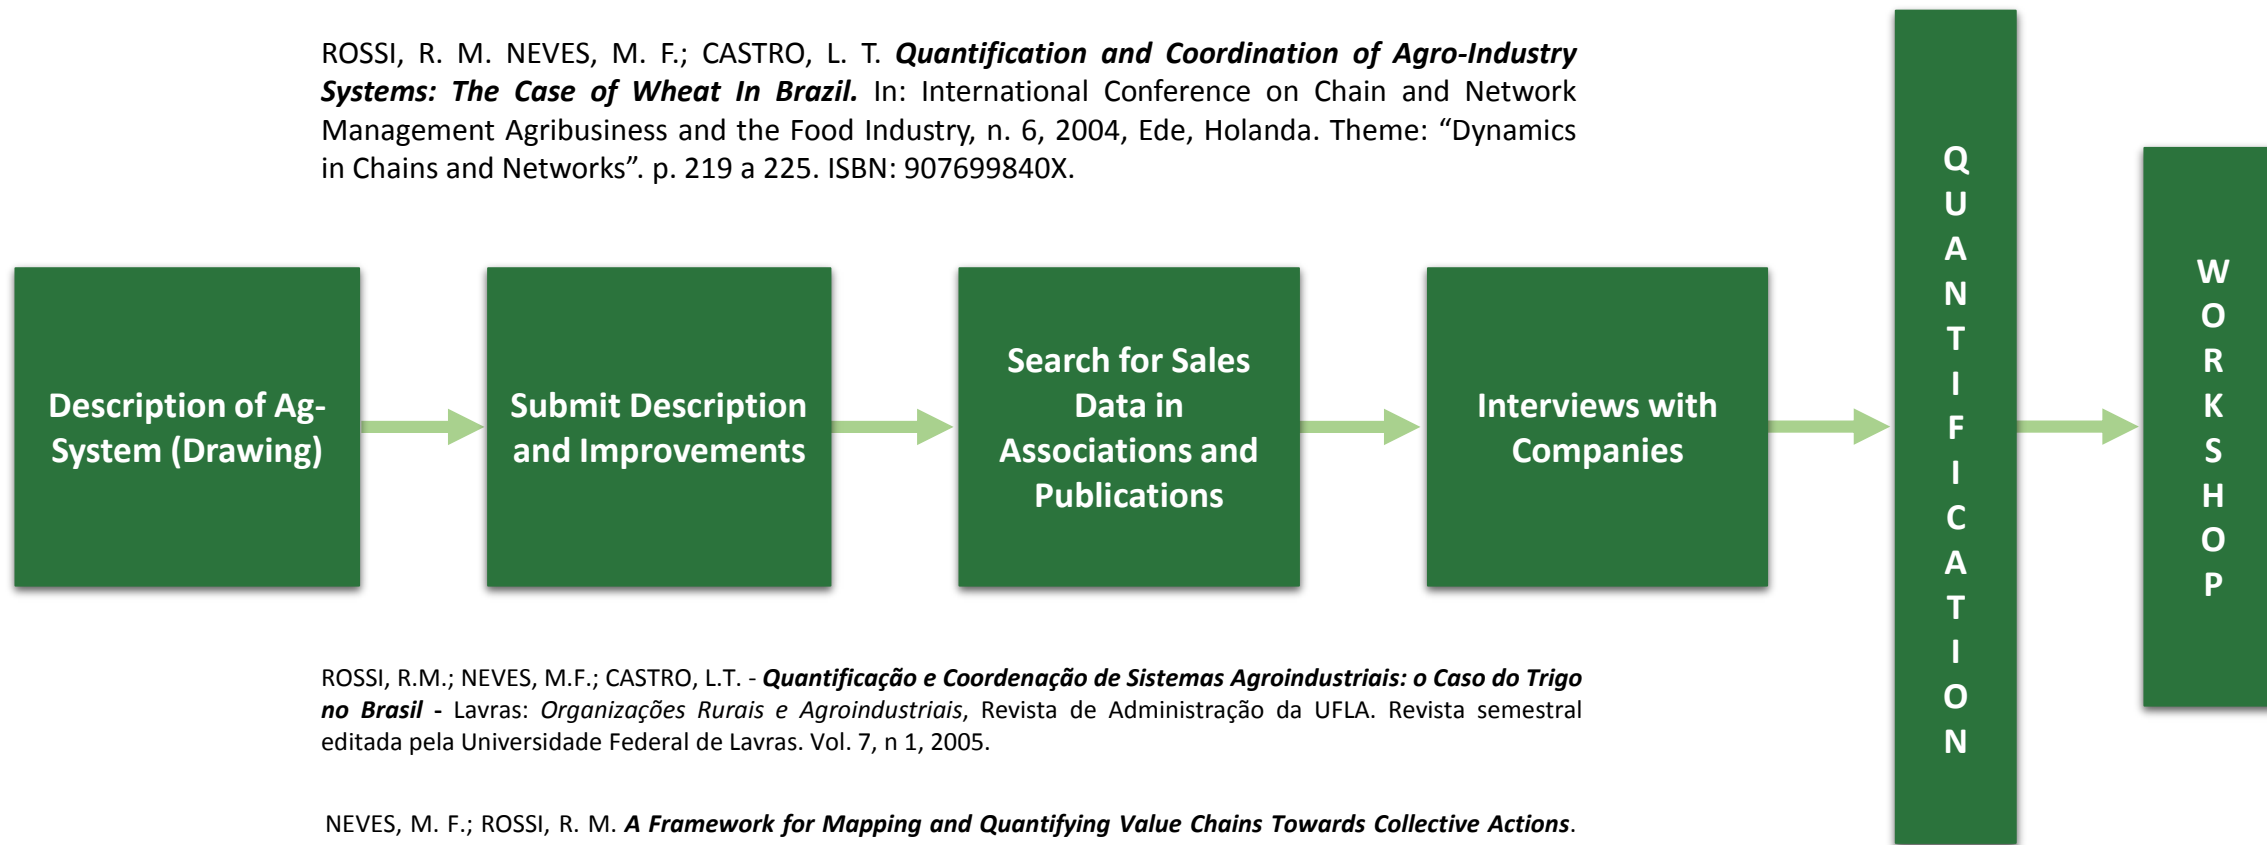 ROSSI, R. M. NEVES, M. F.; CASTRO, L. T. Quantification and Coordination of Agro-Industry
Systems: The Case of Wheat In Brazil. In: International Conference on Chain and Network
Management Agribusiness and the Food Industry, n. 6, 2004, Ede, Holanda. Theme: “Dynamics
in Chains and Networks”. p. 219 a 225. ISBN: 907699840X.
Description of Ag-
System (Drawing)
Submit Description
and Improvements
Search for Sales
Data in
Associations and
Publications
Interviews with
Companies
Q
U
A
N
T
I
F
I
C
A
T
I
O
N
W
O
R
K
S
H
O
P
ROSSI, R.M.; NEVES, M.F.; CASTRO, L.T. - Quantificação e Coordenação de Sistemas Agroindustriais: o Caso do Trigo
no Brasil - Lavras: Organizações Rurais e Agroindustriais, Revista de Administração da UFLA. Revista semestral
editada pela Universidade Federal de Lavras. Vol. 7, n 1, 2005.
NEVES, M. F.; ROSSI, R. M. A Framework for Mapping and Quantifying Value Chains Towards Collective Actions.